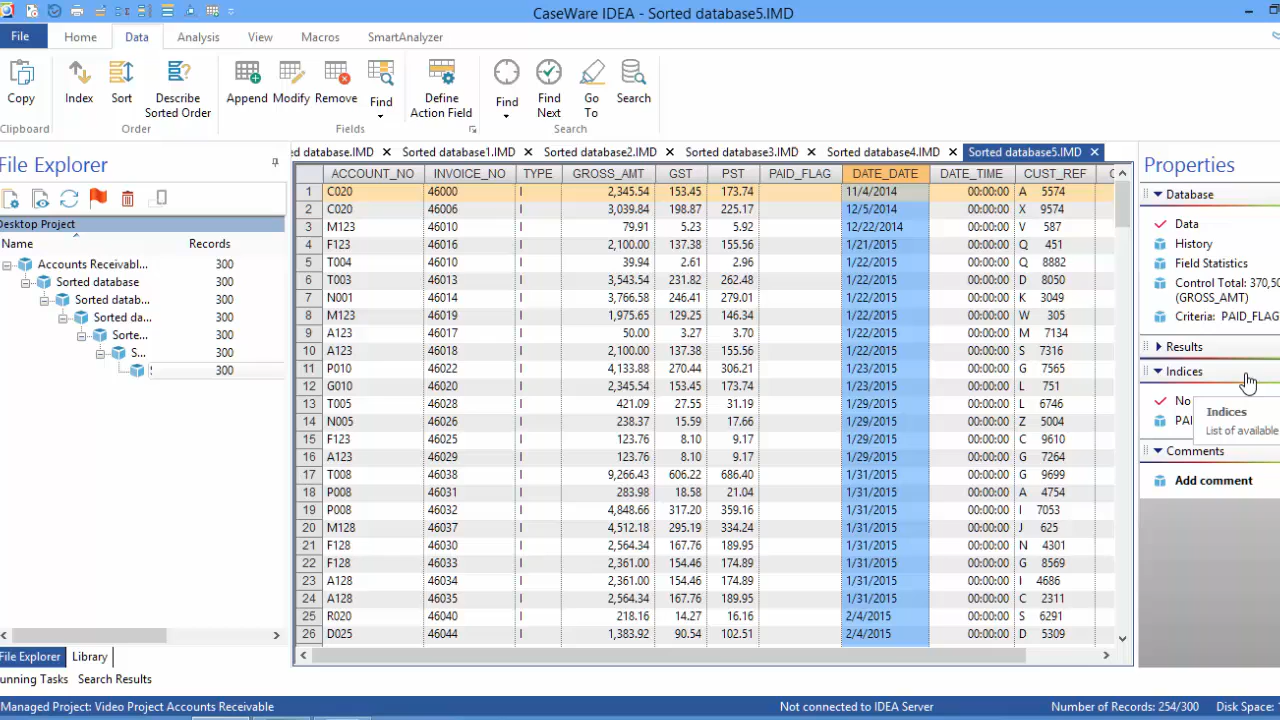 CaseWare IDEA - Sorted database5.IMD
File Home Data Analysis View Macros SmartAnalyzer
Copy Index Sort Describe Sorted Order Append Modify Remove Find Define Action Field Find Find Next Go To Search
Clipboard Order Fields Search
File Explorer
Desktop Project
Name Records
Accounts Receivabl... 300
Sorted database 300
Sorted datab... 300
Sorted da... 300
Sorte... 300
S... 300
300
File Explorer Library
unning Tasks Search Results
ed database.IMD Sorted database1.IMD Sorted database2.IMD Sorted database3.IMD Sorted database4.IMD Sorted database5.IMD
ACCOUNT_NO INVOICE_NO TYPE GROSS_AMT GST PST PAID_FLAG DATE_DATE DATE_TIME CUST_REF
1 C020 46000 I 2,345.54 153.45 173.74 11/4/2014 00:00:00 A 5574
2 C020 46006 I 3,039.84 198.87 225.17 12/5/2014 00:00:00 X 9574
3 M123 46010 I 79.91 5.23 5.92 12/22/2014 00:00:00 V 587
4 F123 46016 I 2,100.00 137.38 155.56 1/21/2015 00:00:00 Q 451
5 T004 46010 I 39.94 2.61 2.96 1/22/2015 00:00:00 Q 8882
6 T003 46013 I 3,543.54 231.82 262.48 1/22/2015 00:00:00 D 8050
7 N001 46014 I 3,766.58 246.41 279.01 1/22/2015 00:00:00 K 3049
8 M123 46019 I 1,975.65 129.25 146.34 1/22/2015 00:00:00 W 305
9 A123 46017 I 50.00 3.27 3.70 1/22/2015 00:00:00 M 7134
10 A123 46018 I 2,100.00 137.38 155.56 1/22/2015 00:00:00 S 7316
11 P010 46022 I 4,133.88 270.44 306.21 1/23/2015 00:00:00 G 7565
12 G010 46020 I 2,345.54 153.45 173.74 1/23/2015 00:00:00 L 751
13 T005 46028 I 421.09 27.55 31.19 1/29/2015 00:00:00 L 6746
14 N005 46026 I 238.37 15.59 17.66 1/29/2015 00:00:00 Z 5004
15 F123 46025 I 123.76 8.10 9.17 1/29/2015 00:00:00 C 9610
16 A123 46029 I 123.76 8.10 9.17 1/29/2015 00:00:00 G 7264
17 T008 46038 I 9,266.43 606.22 686.40 1/31/2015 00:00:00 G 9699
18 P008 46031 I 283.98 18.58 21.04 1/31/2015 00:00:00 A 4754
19 P008 46032 I 4,848.66 317.20 359.16 1/31/2015 00:00:00 I 7053
20 M128 46037 I 4,512.18 295.19 334.24 1/31/2015 00:00:00 J 625
21 F128 46030 I 2,564.34 167.76 189.95 1/31/2015 00:00:00 N 4301
22 F128 46033 I 2,361.00 154.46 174.89 1/31/2015 00:00:00 G 8569
23 A128 46034 I 2,361.00 154.46 174.89 1/31/2015 00:00:00 I 4686
24 A128 46035 I 2,564.34 167.76 189.95 1/31/2015 00:00:00 C 2311
25 R020 46040 I 218.16 14.27 16.16 2/4/2015 00:00:00 S 6291
26 D025 46044 I 1,383.92 90.54 102.51 2/4/2015 00:00:00 D 5309
Properties
Database
Data
History
Field Statistics
Control Total: 370,50
(GROSS_AMT)
Criteria: PAID_FLAG
Results
Indices
No
PAI
Indices
List of available
Comments
Add comment
Managed Project: Video Project Accounts Receivable Not connected to IDEA Server Number of Records: 254/300 Disk Space: